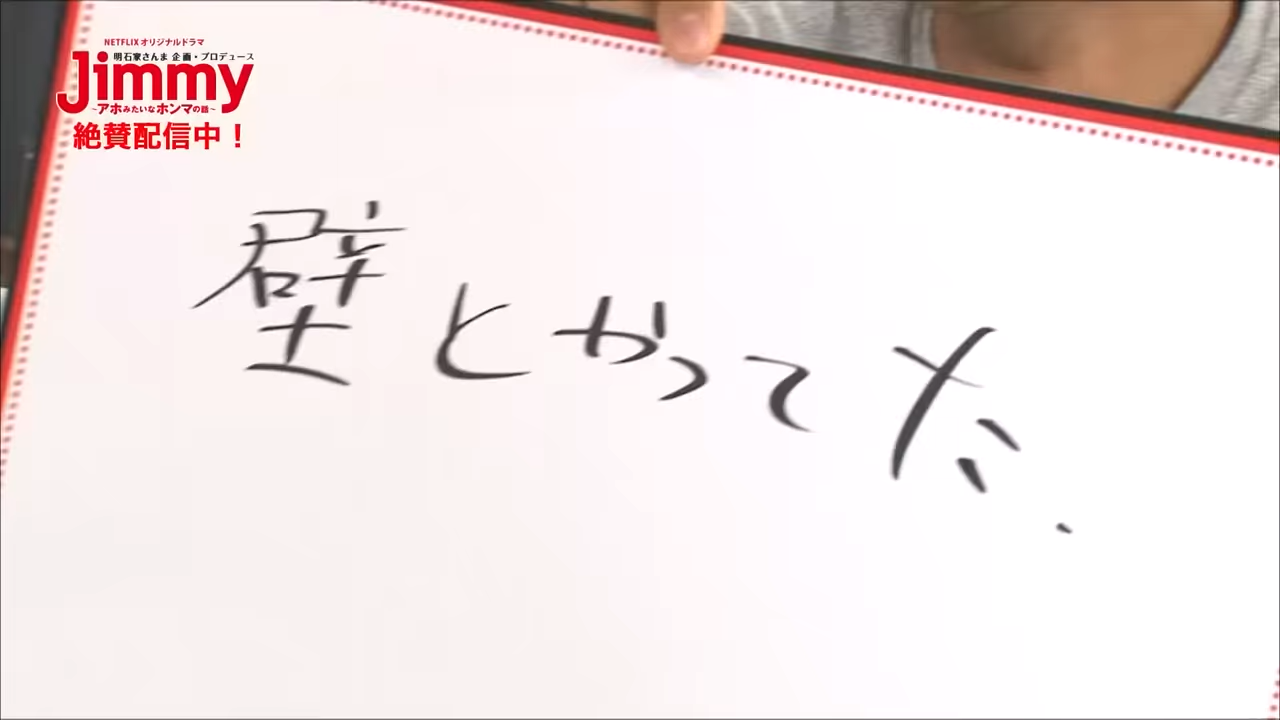 NETFLIXオリジナルドラマ
明石家さんま 企画・プロデュース
Jimmy
~アホみたいなホンマの話~
絶賛配信中!
壁とかってた.